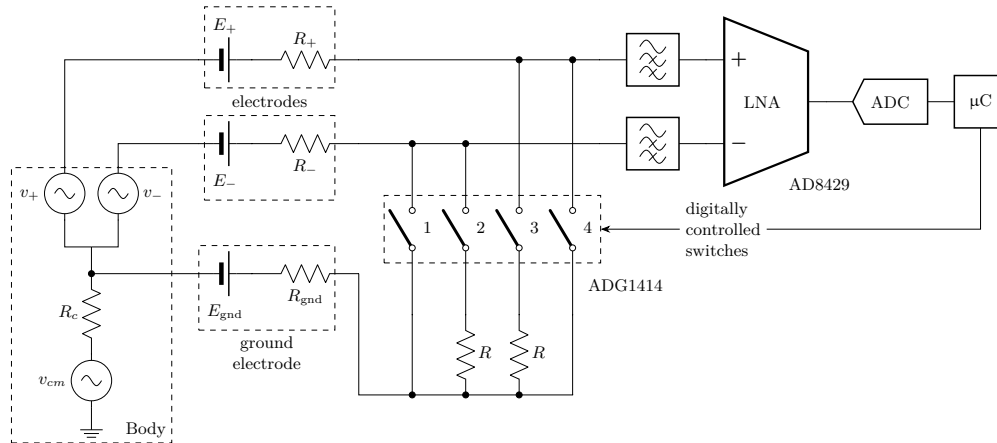 E+
R+
electrodes
E−
R−
v+
v−
Egnd
Rgnd
ground
electrode
Rc
vcm
Body
1
2
3
4
ADG1414
R
R
digitally
controlled
switches
+
LNA
−
AD8429
ADC
µC